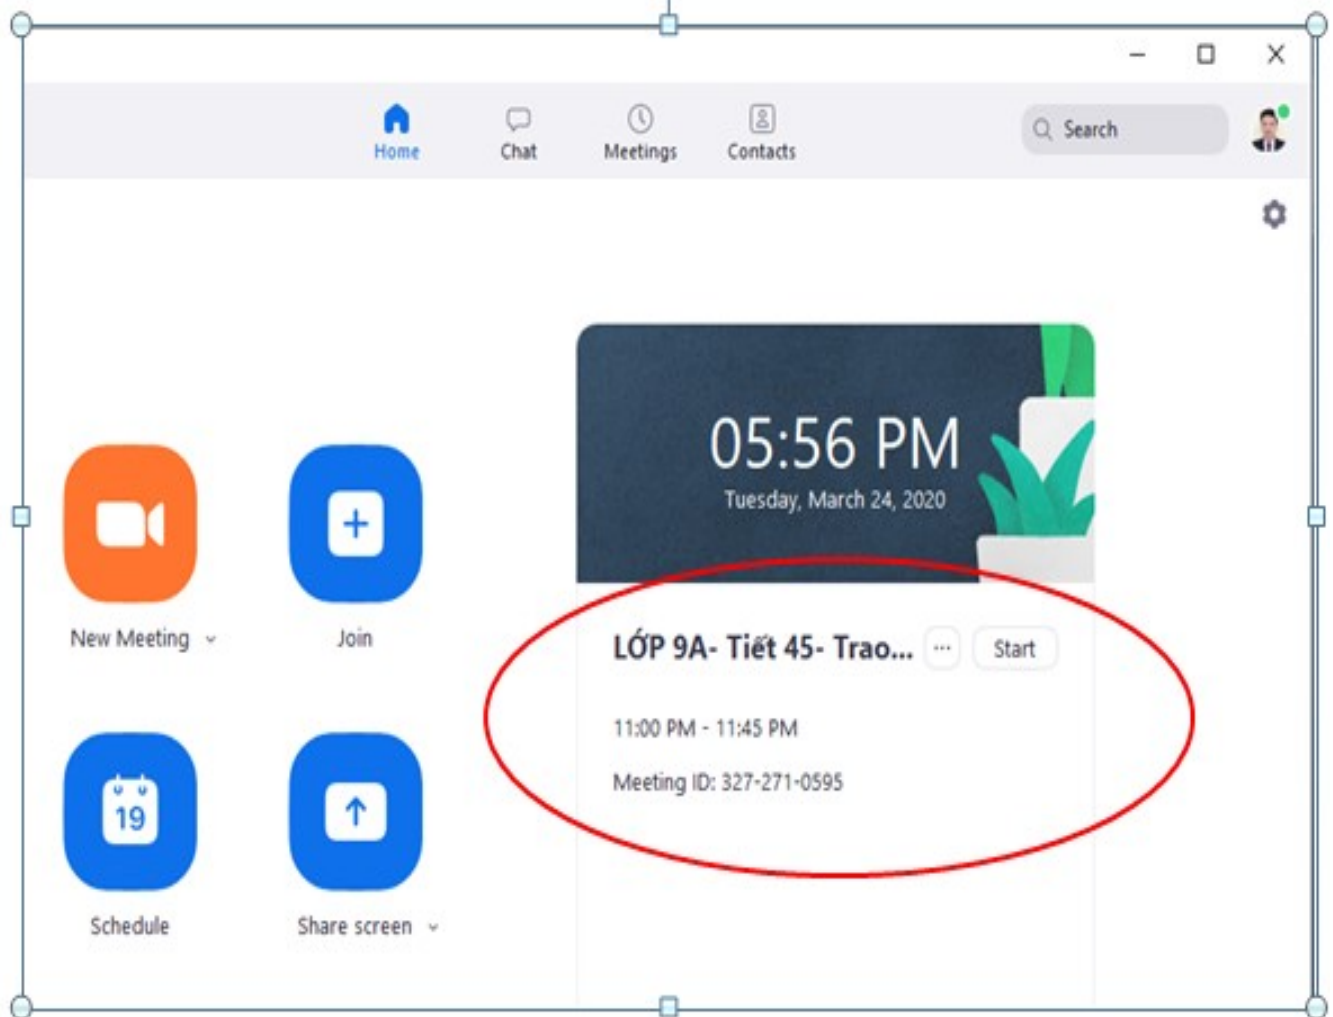 Home
Chat
Meetings
Contacts
Search
05:56 PM
Tuesday, March 24, 2020
New Meeting
Join
LỚP 9A- Tiết 45- Trao...
...
Start
11:00 PM - 11:45 PM
Meeting ID: 327-271-0595
19
Schedule
Share screen